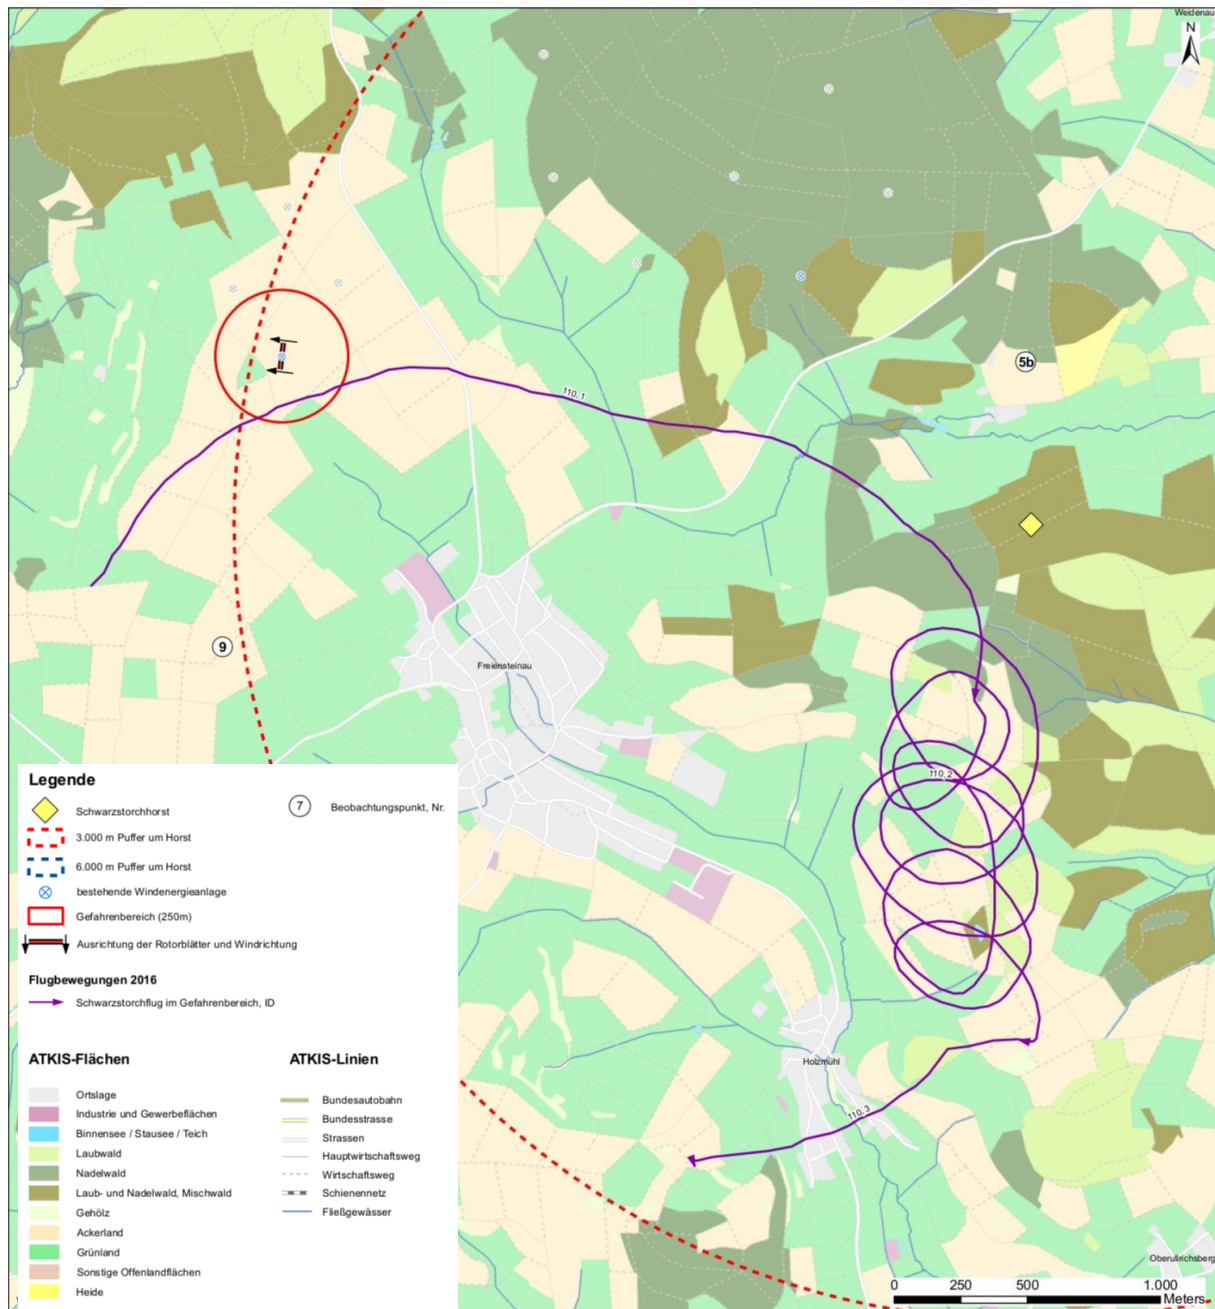 Weidenau
N
110, 1
5b
9
Freiensteinau
110, 2
Holzmühl
110, 3
Oberullrichsberg
Legende
Schwarzstorchhorst
7 Beobachtungspunkt, Nr.
3.000 m Puffer um Horst
6.000 m Puffer um Horst
bestehende Windenergieanlage
Gefahrenbereich (250m)
Ausrichtung der Rotorblätter und Windrichtung
Flugbewegungen 2016
Schwarzstorchflug im Gefahrenbereich, ID
ATKIS-Flächen
Ortslage
Industrie und Gewerbeflächen
Binnensee / Stausee / Teich
Laubwald
Nadelwald
Laub- und Nadelwald, Mischwald
Gehölz
Ackerland
Grünland
Sonstige Offenlandflächen
Heide
ATKIS-Linien
Bundesautobahn
Bundesstrasse
Strassen
Hauptwirtschaftsweg
Wirtschaftsweg
Schienennetz
Fließgewässer
0 250 500 1.000
Meters